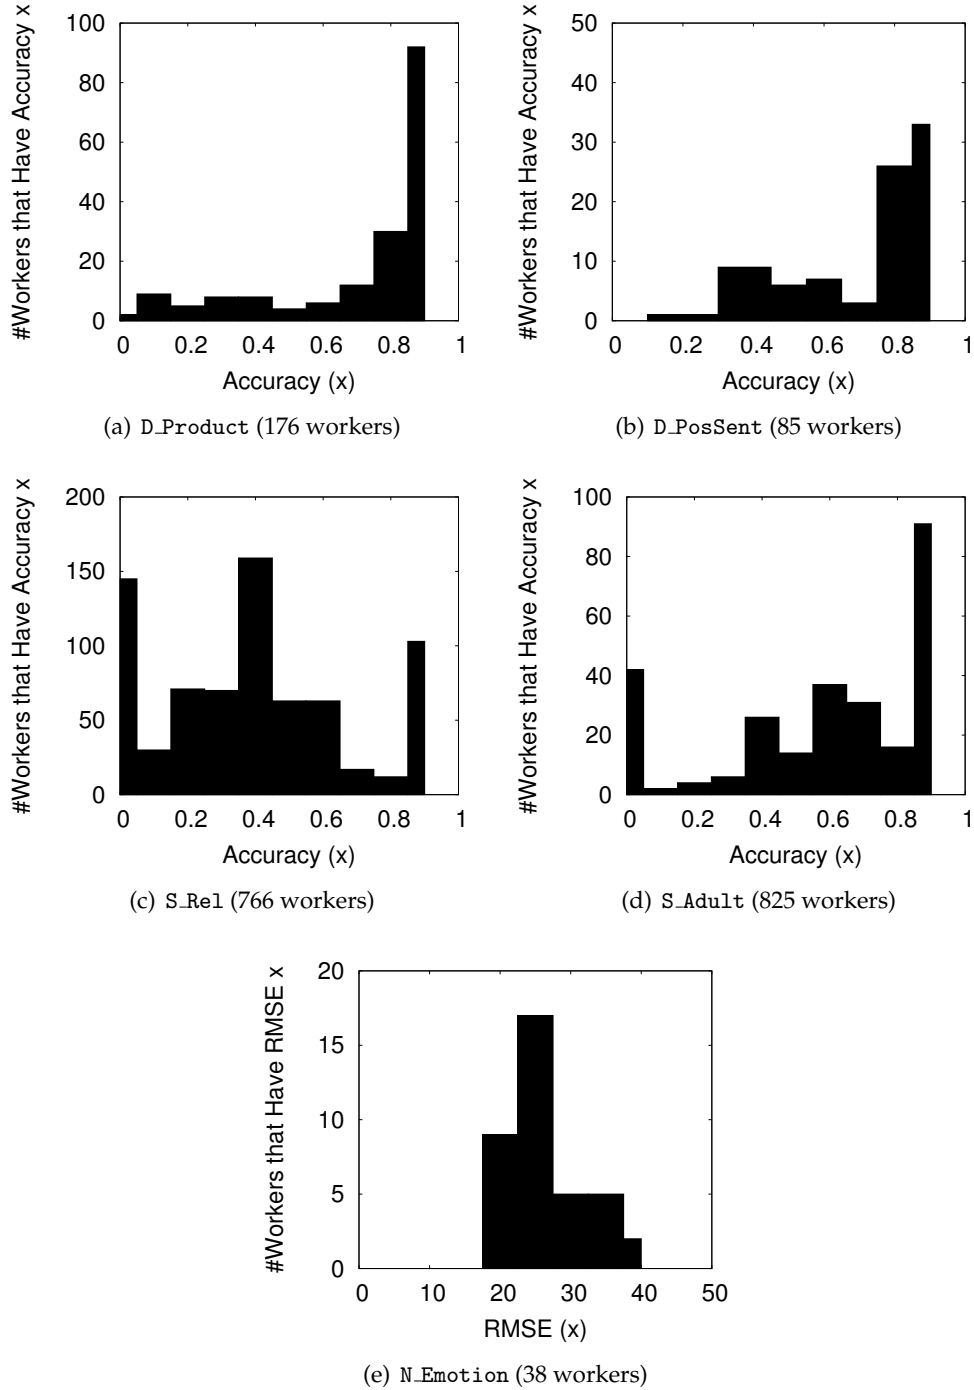 #Workers that Have Accuracy x
100
80
60
40
20
0
0 0.2 0.4 0.6 0.8 1
Accuracy (x)
(a) D_Product (176 workers)
#Workers that Have Accuracy x
50
40
30
20
10
0
0 0.2 0.4 0.6 0.8 1
Accuracy (x)
(b) D_PosSent (85 workers)
#Workers that Have Accuracy x
200
150
100
50
0
0 0.2 0.4 0.6 0.8 1
Accuracy (x)
(c) S_Rel (766 workers)
#Workers that Have Accuracy x
100
80
60
40
20
0
0 0.2 0.4 0.6 0.8 1
Accuracy (x)
(d) S_Adult (825 workers)
#Workers that Have RMSE x
20
15
10
5
0
0 10 20 30 40 50
RMSE (x)
(e) N_Emotion (38 workers)